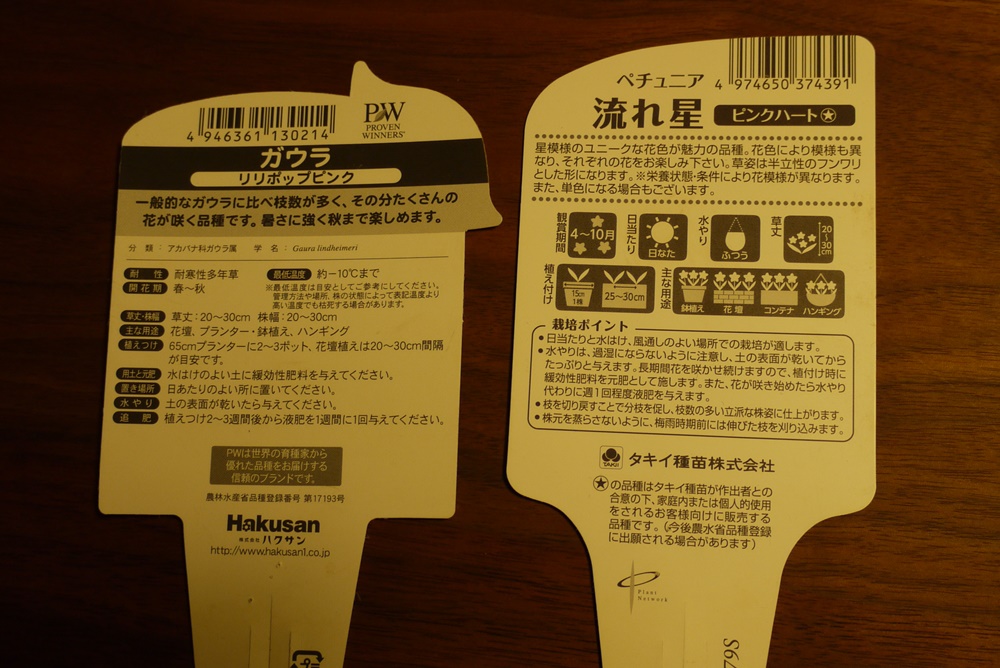 4 946361 130214
PW
PROVEN
WINNERS
ガウラ
リリポップピンク
一般的なガウラに比べ枝数が多く、その分たくさんの
花が咲く品種です。暑さに強く秋まで楽しめます。
分類：アカバナ科ガウラ属 学名：Gaura lindheimeri
耐性 耐寒性多年草 最低温度 約－10℃まで
開花期 春～秋
※最低温度は目安としてご参考にしてください。
管理方法や場所、株の状態によって表記温度より
高い温度でも枯死する場合があります。
草丈・株幅 草丈：20～30cm 株幅：20～30cm
主な用途 花壇、プランター・鉢植え、ハンギング
植えつけ 65cmプランターに2～3ポット、花壇植えは20～30cm間隔
が目安です。
用土と元肥 水はけのよい土に緩効性肥料を与えてください。
置き場所 日あたりのよい所に置いてください。
水やり 土の表面が乾いたら与えてください。
追肥 植えつけ2～3週間後から液肥を1週間に1回与えてください。
PWは世界の育種家から
優れた品種をお届けする
信頼のブランドです。
農林水産省品種登録番号 第17193号
Hakusan
株式会社 ハクサン
http://www.hakusan1.co.jp
4 974650 374391
ペチュニア
流れ星 ピンクハート★
星模様のユニークな花色が魅力の品種。花色により模様も異
なり、それぞれの花をお楽しみ下さい。草姿は半立性のフンワリ
とした形になります。※栄養状態・条件により花模様が異なります。
また、単色になる場合もございます。
観賞期間 4～10月 日当たり 日なた 水やり ふつう 草丈 20～30cm
植え付け 15cm 1株 25～30cm 主な用途 鉢植え 花壇 コンテナ ハンギング
栽培ポイント
●日当たりと水はけ、風通しのよい場所での栽培が適します。
●水やりは、過湿にならないように注意し、土の表面が乾いてから
たっぷりと与えます。長期間花を咲かせ続けますので、植付け時に
緩効性肥料を元肥として施します。また、花が咲き始めたら水やり
代わりに週1回程度液肥を与えます。
●枝を切り戻すことで分枝を促し、枝数の多い立派な株姿に仕上がります。
●株元を蒸らさないように、梅雨時期前には伸びた枝を刈り込みます。
TAKII タキイ種苗株式会社
★の品種はタキイ種苗が作出者との
合意の下、家庭内または個人的使用
をされるお客様向けに販売する
品種です。（今後農水省品種登録
に出願される場合があります）
Plant
Network
79S